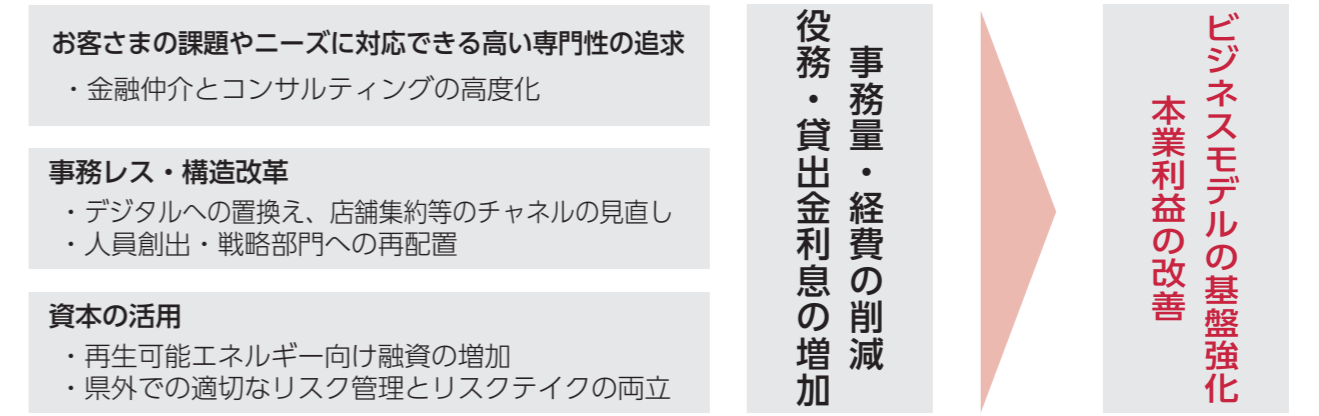 お客さまの課題やニーズに対応できる高い専門性の追求
・金融仲介とコンサルティングの高度化
事務レス・構造改革
・デジタルへの置換え、店舗集約等のチャネルの見直し
・人員創出・戦略部門への再配置
資本の活用
・再生可能エネルギー向け融資の増加
・県外での適切なリスク管理とリスクテイクの両立
事務量・経費の削減
役務・貸出金利息の増加
ビジネスモデルの基盤強化
本業利益の改善